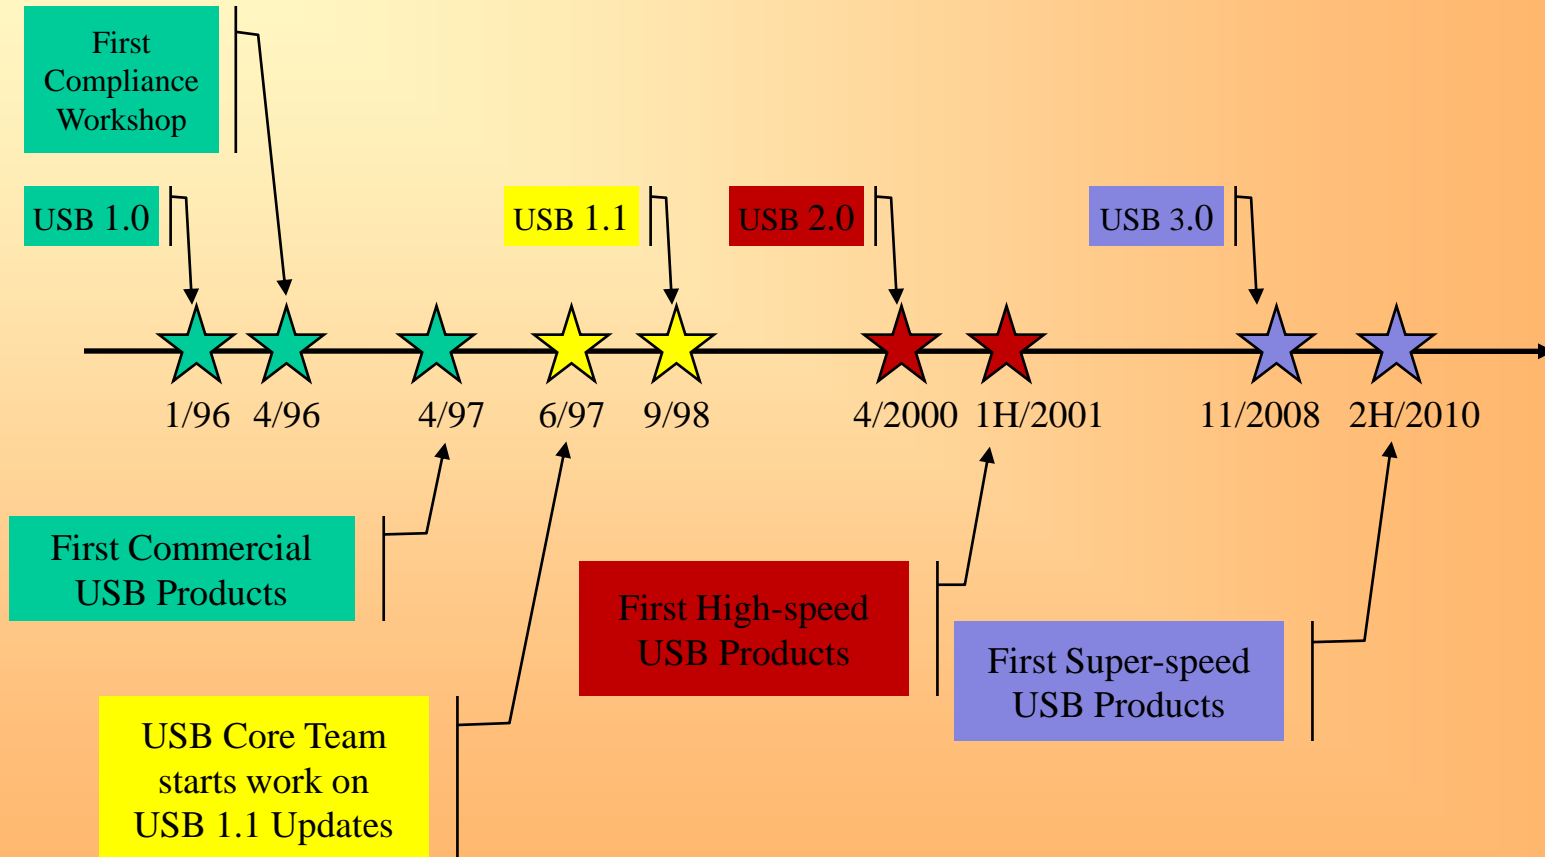 First
Compliance
Workshop
USB 1.0
USB 1.1
USB 2.0
USB 3.0
1/96 4/96 4/97 6/97 9/98 4/2000 1H/2001 11/2008 2H/2010
First Commercial
USB Products
First High-speed
USB Products
First Super-speed
USB Products
USB Core Team
starts work on
USB 1.1 Updates